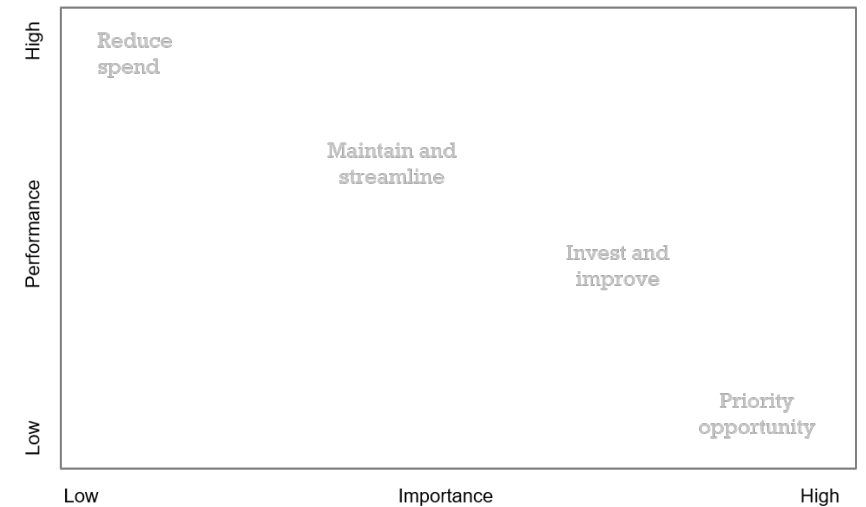 High
Reduce
spend
Maintain and
streamline
Performance
Invest and
improve
Priority
opportunity
Low
Low
Importance
High